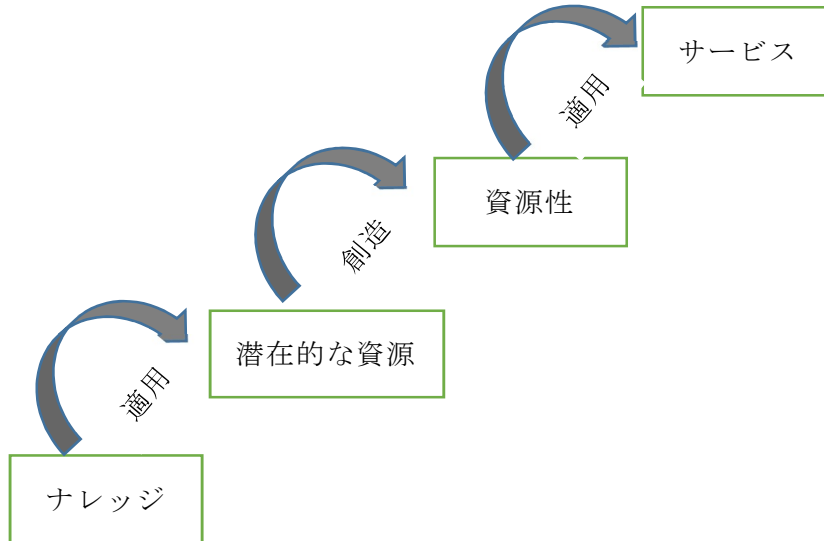 サービス
適用
資源性
創造
潜在的な資源
適用
ナレッジ